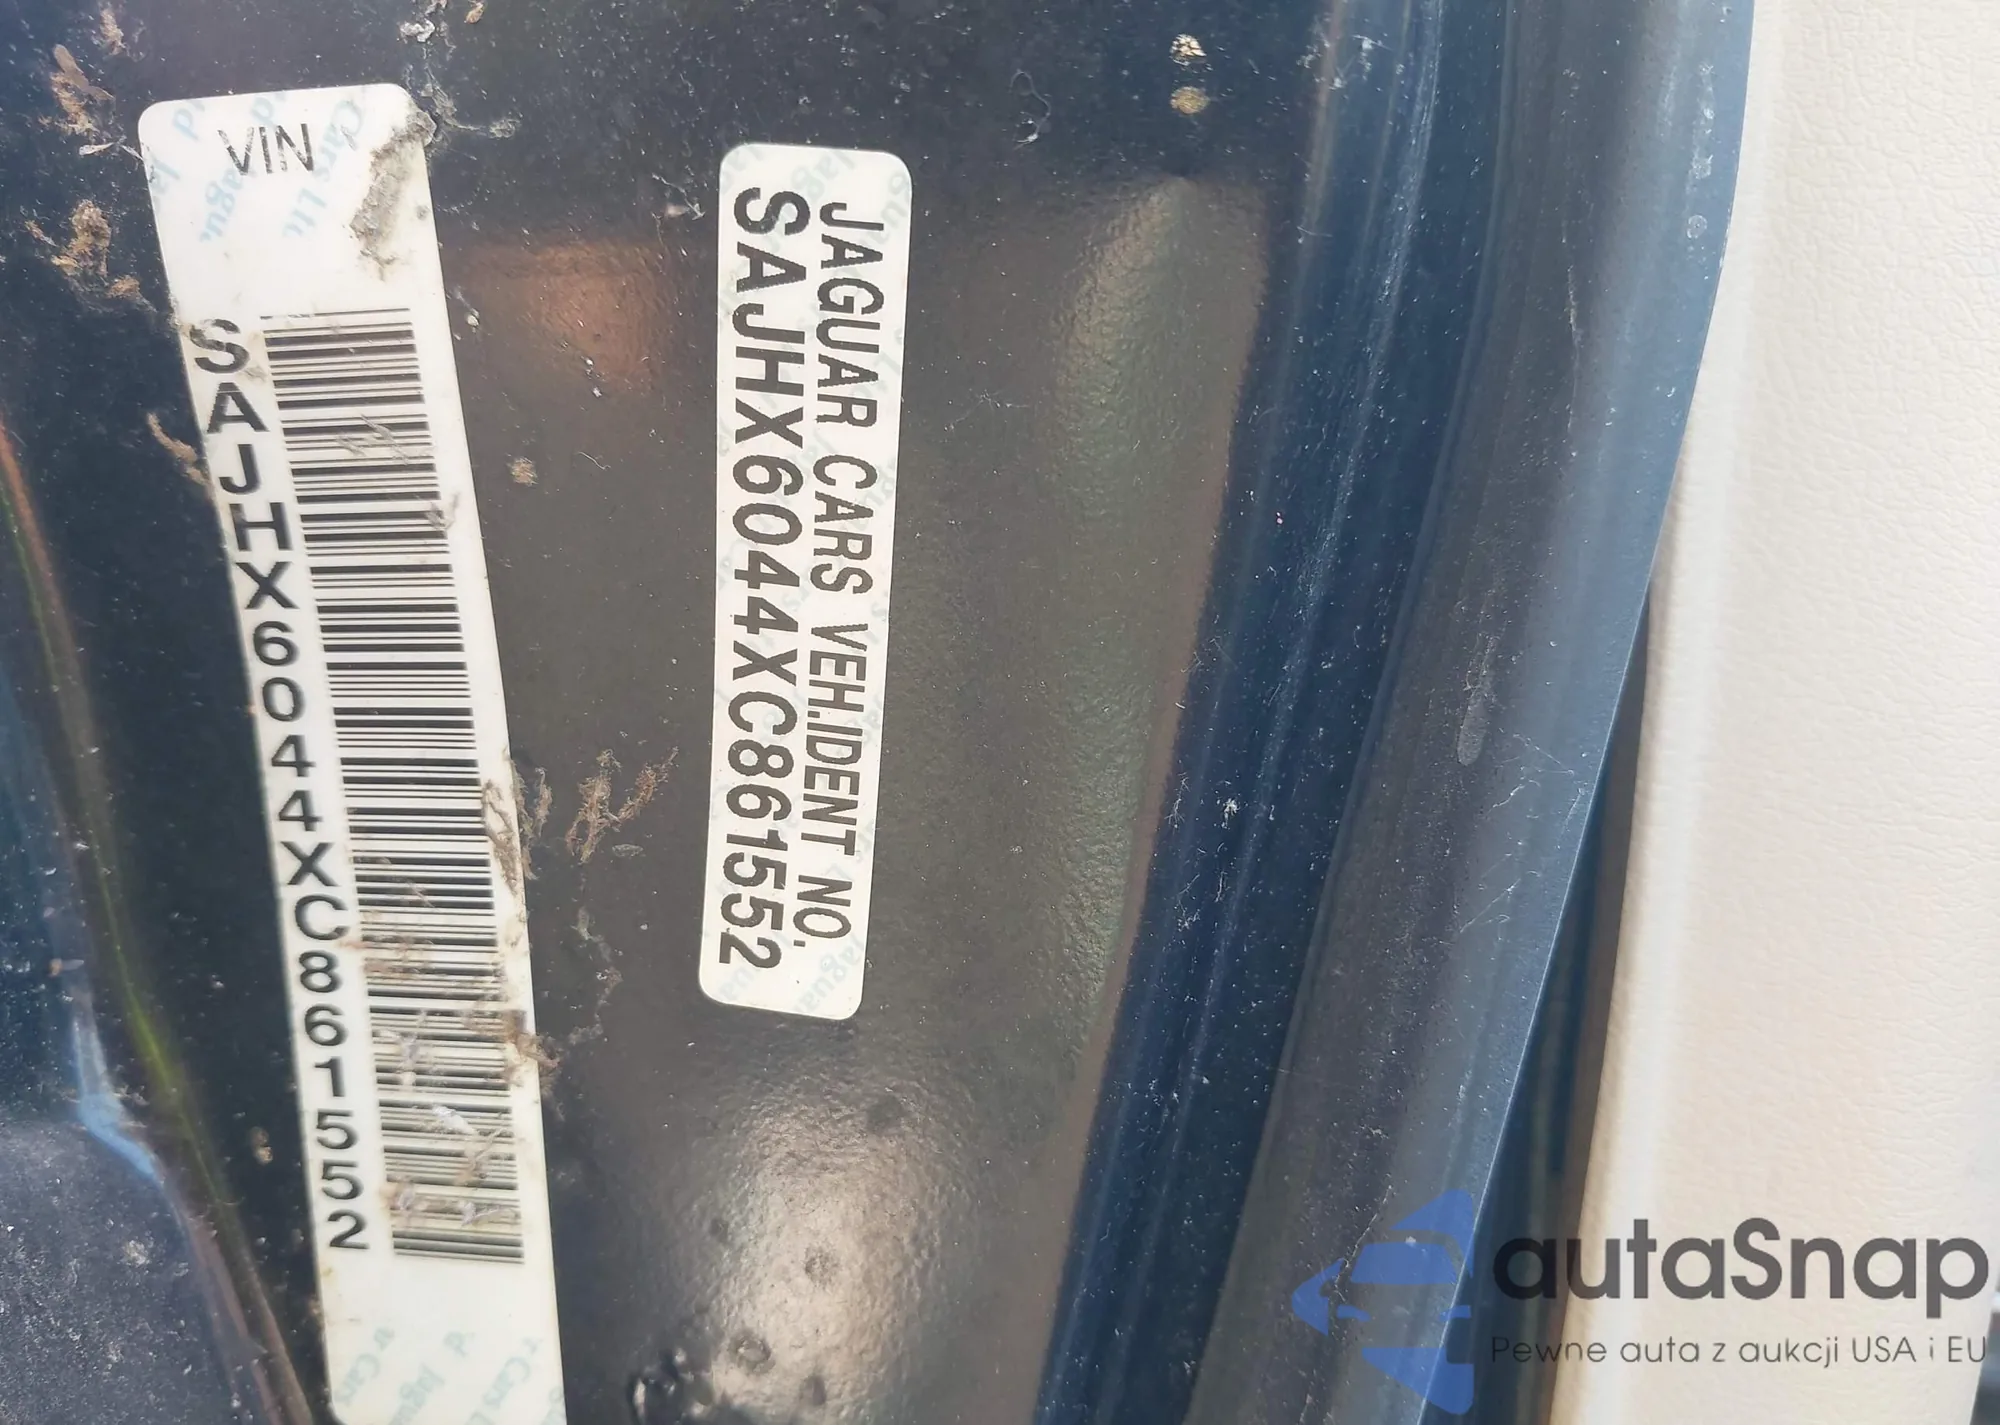 VIN
SAJHX6044XC861552
JAGUAR CARS VEH.IDENT NO.
SAJHX6044XC861552
autaSnap
Pewne auta z aukcji USA i EU